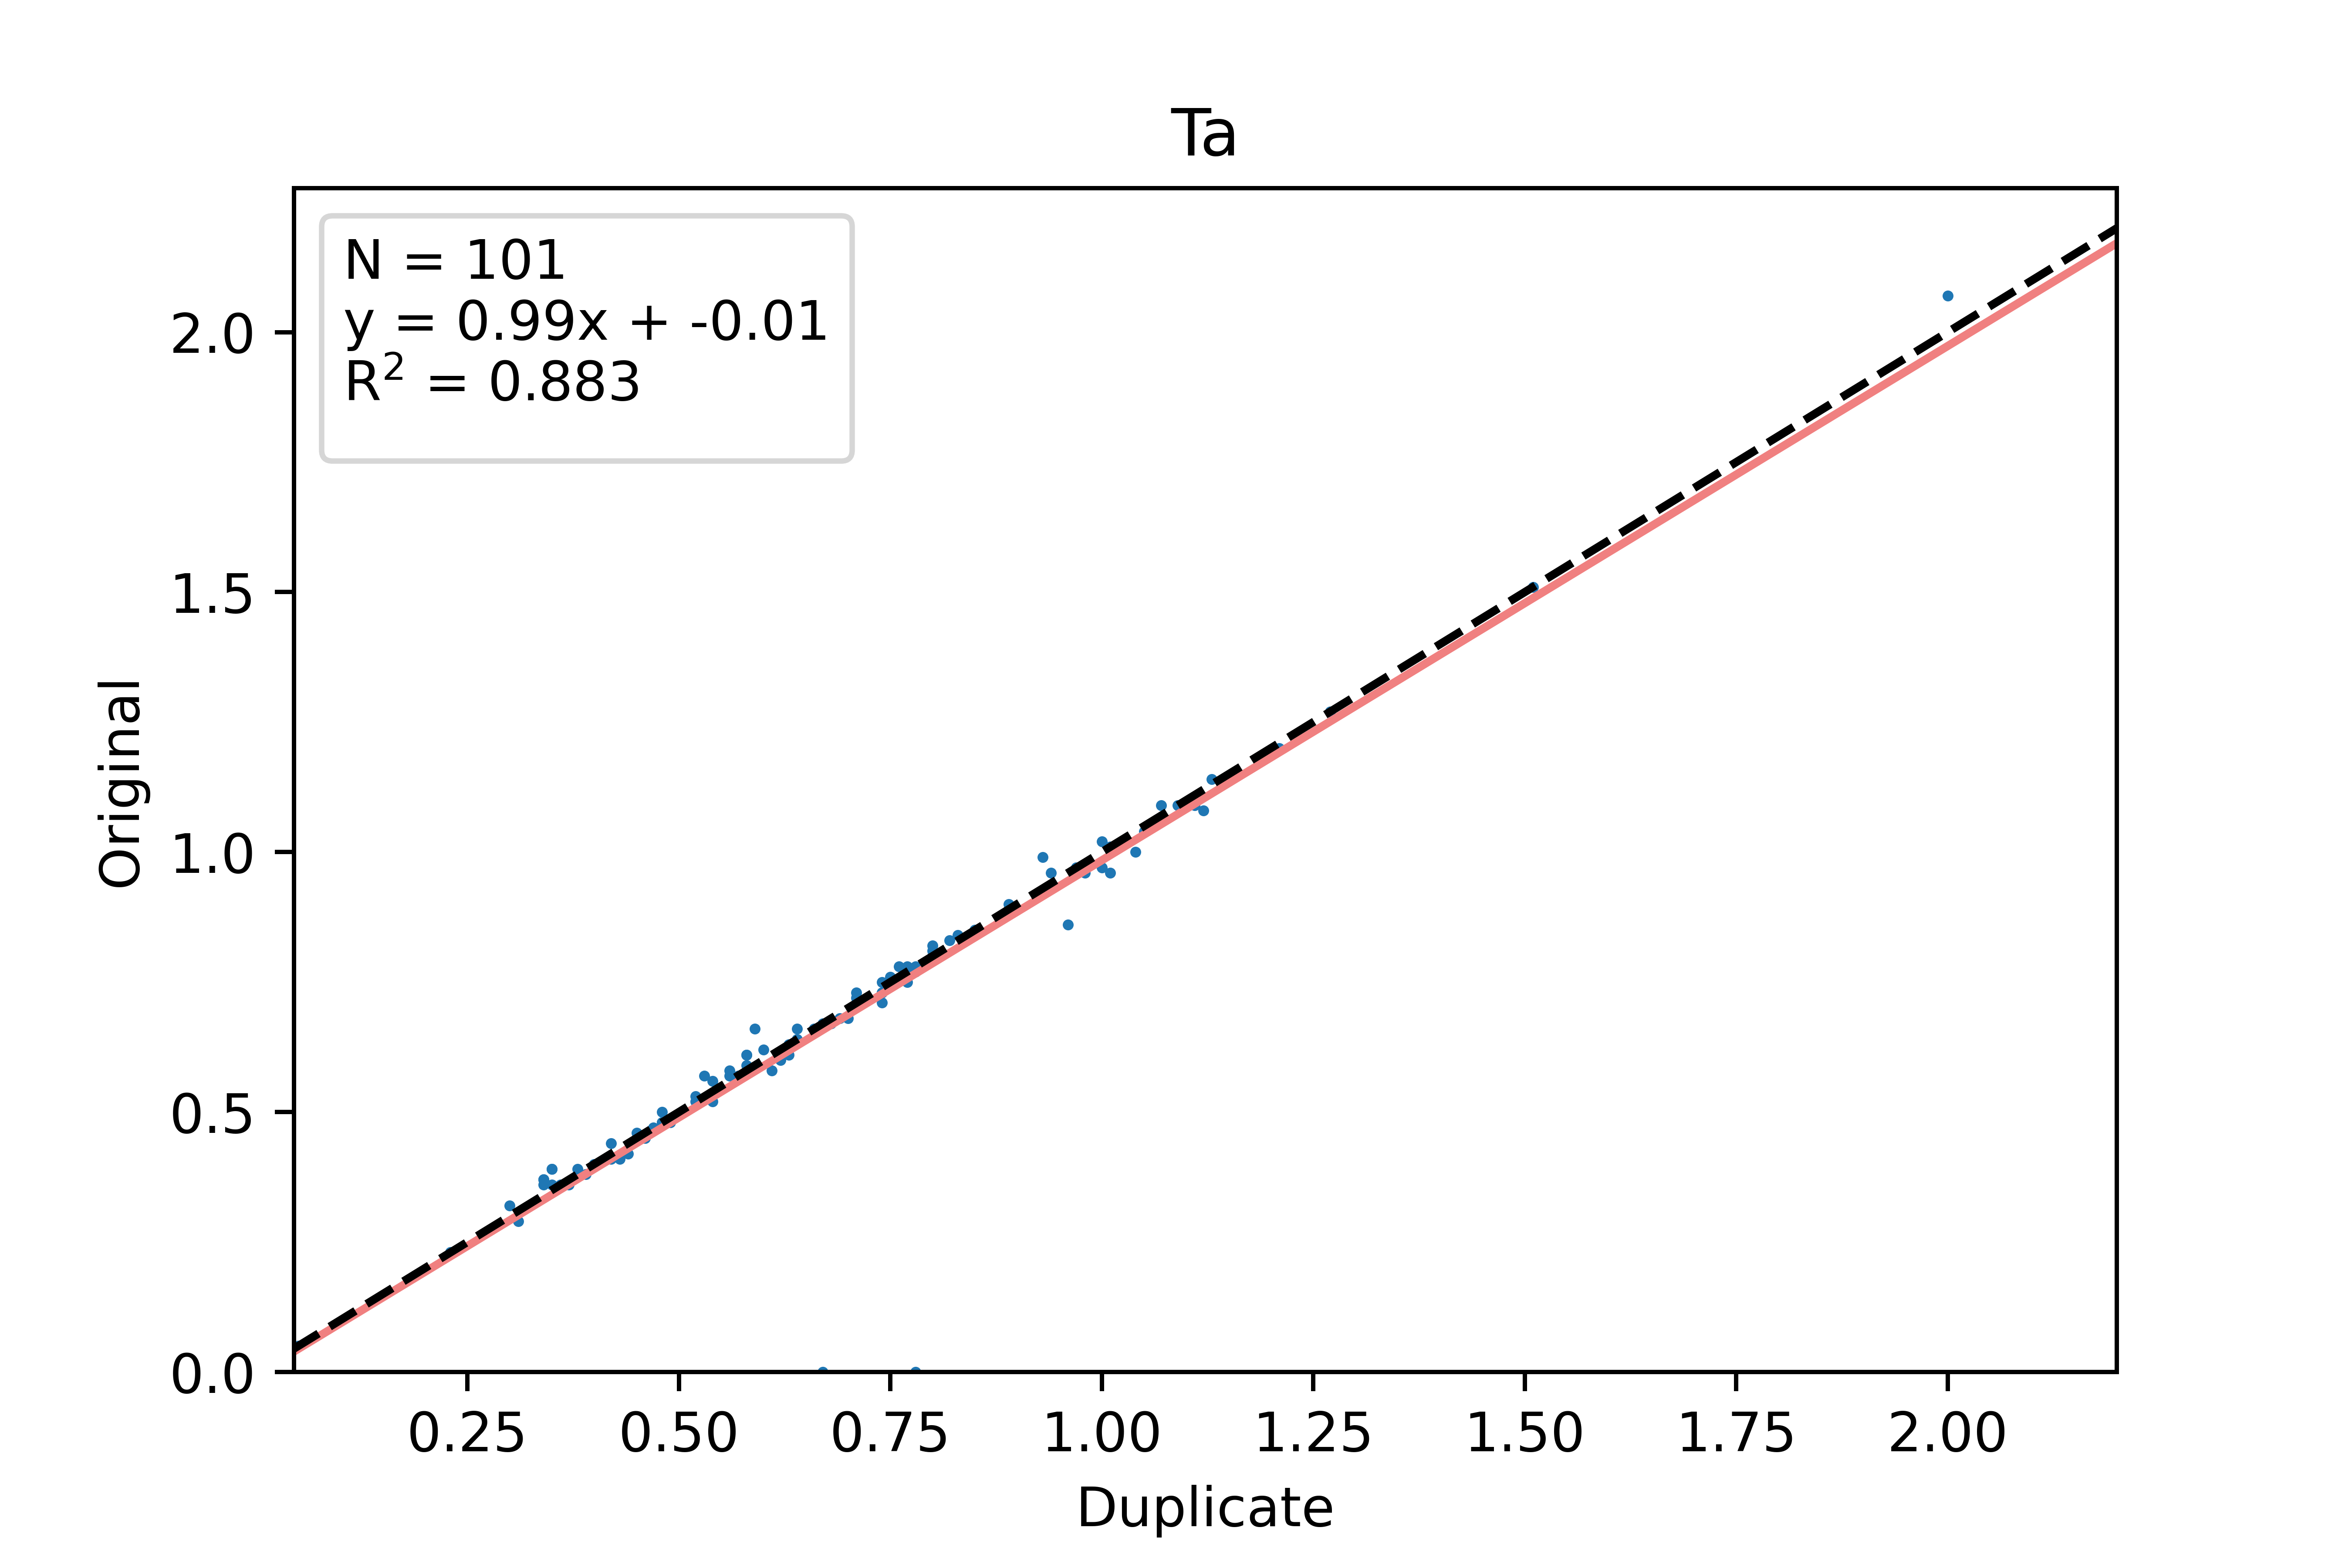 Ta
N = 101
y = 0.99x + -0.01
R² = 0.883
Original
2.0
1.5
1.0
0.5
0.0
0.25 0.50 0.75 1.00 1.25 1.50 1.75 2.00
Duplicate